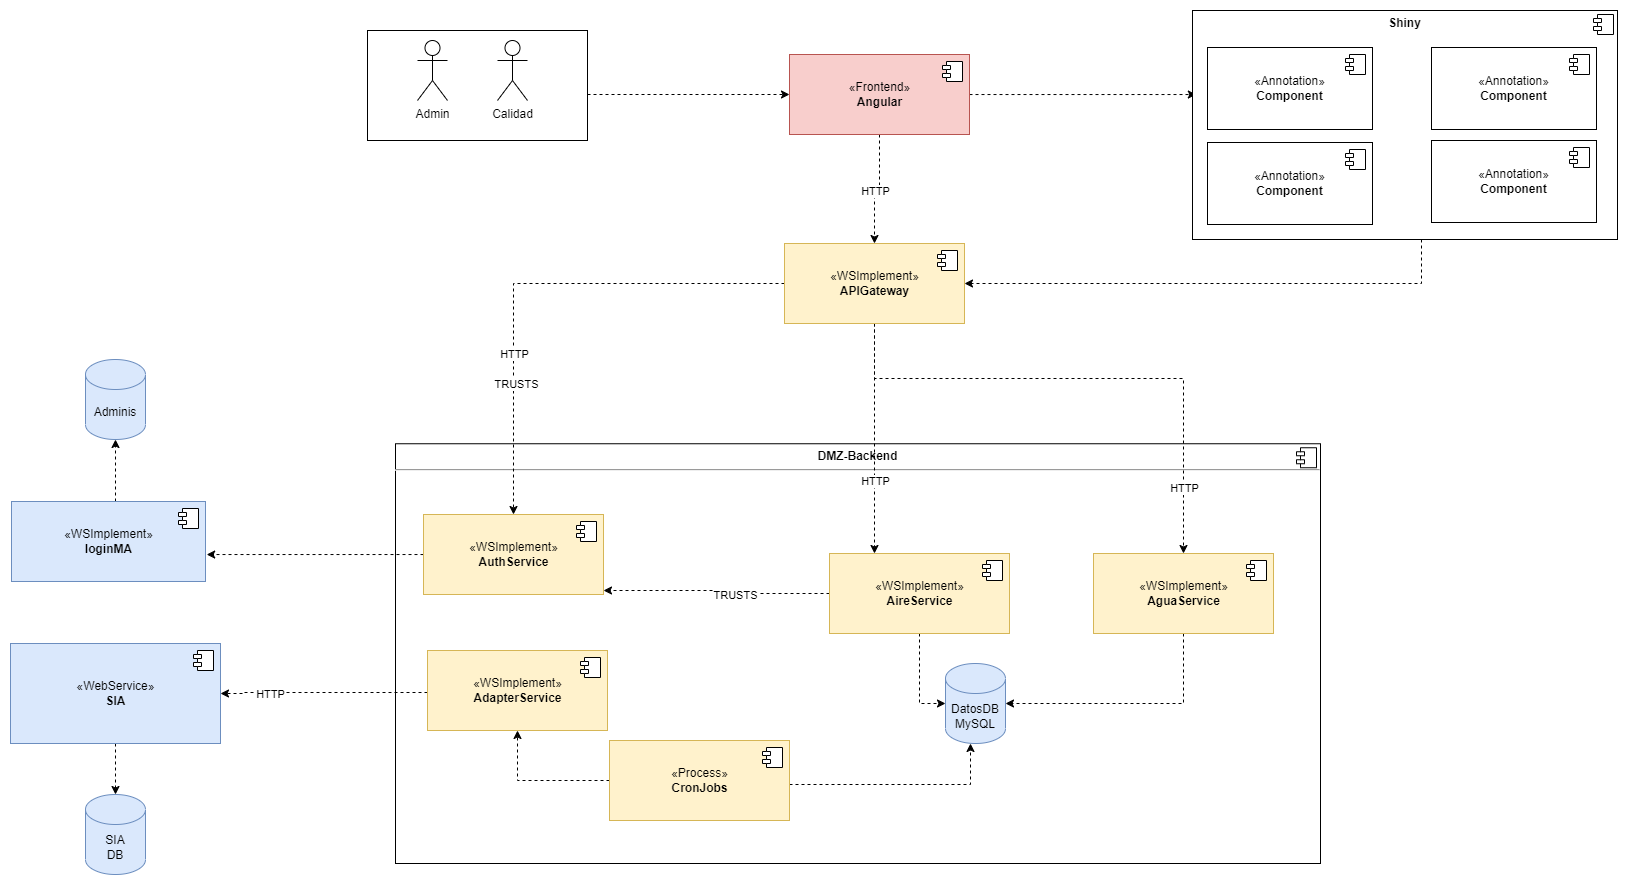 Shiny
Admin
Calidad
«Frontend»
Angular
«Annotation»
Component
«Annotation»
Component
«Annotation»
Component
«Annotation»
Component
HTTP
«WSImplement»
APIGateway
HTTP
TRUSTS
Adminis
DMZ-Backend
HTTP
HTTP
«WSImplement»
loginMA
«WSImplement»
AuthService
«WSImplement»
AireService
«WSImplement»
AguaService
TRUSTS
«WebService»
SIA
HTTP
«WSImplement»
AdapterService
DatosDB
MySQL
«Process»
CronJobs
SIA
DB